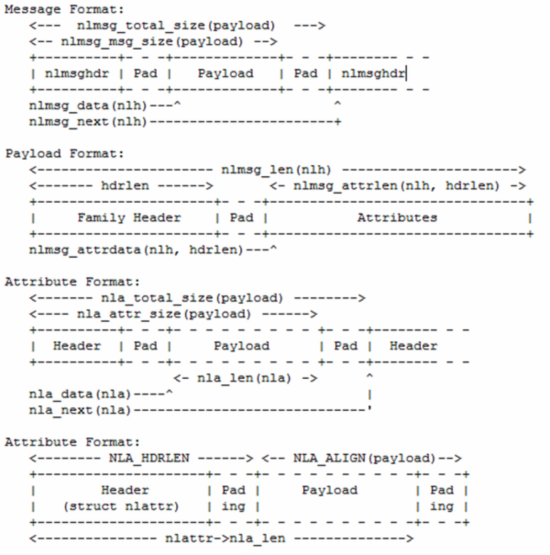 Message Format:
<--- nlmsg_total_size(payload) --->
<-- nlmsg_msg_size(payload) -->
+----------+- - -+-------------+- - -+-------- - -
| nlmsghdr | Pad | Payload | Pad | nlmsghdr
+----------+- - -+-------------+- - -+-------- - -
nlmsg_data(nlh)---^ ^
nlmsg_next(nlh)-----------------------+
Payload Format:
<---------------------- nlmsg_len(nlh) --------------------->
<------- hdrlen ------> <- nlmsg_attrlen(nlh, hdrlen) ->
+----------------------+- - -+--------------------------------+
| Family Header | Pad | Attributes |
+----------------------+- - -+--------------------------------+
nlmsg_attrdata(nlh, hdrlen)---^
Attribute Format:
<------- nla_total_size(payload) -------->
<---- nla_attr_size(payload) ------>
+----------+- - -+- - - - - - - - - +- - -+-------- - -
| Header | Pad | Payload | Pad | Header
+----------+- - -+- - - - - - - - - +- - -+-------- - -
<- nla_len(nla) -> ^
nla_data(nla)----^ |
nla_next(nla)-----------------------------'
Attribute Format:
<-------- NLA_HDRLEN ------> <-- NLA_ALIGN(payload)-->
+---------------------+- - -+- - - - - - - - - -+- - -+
| Header | Pad | Payload | Pad |
| (struct nlattr) | ing | | ing |
+---------------------+- - -+- - - - - - - - - -+- - -+
<---------------- nlattr->nla_len -------------->